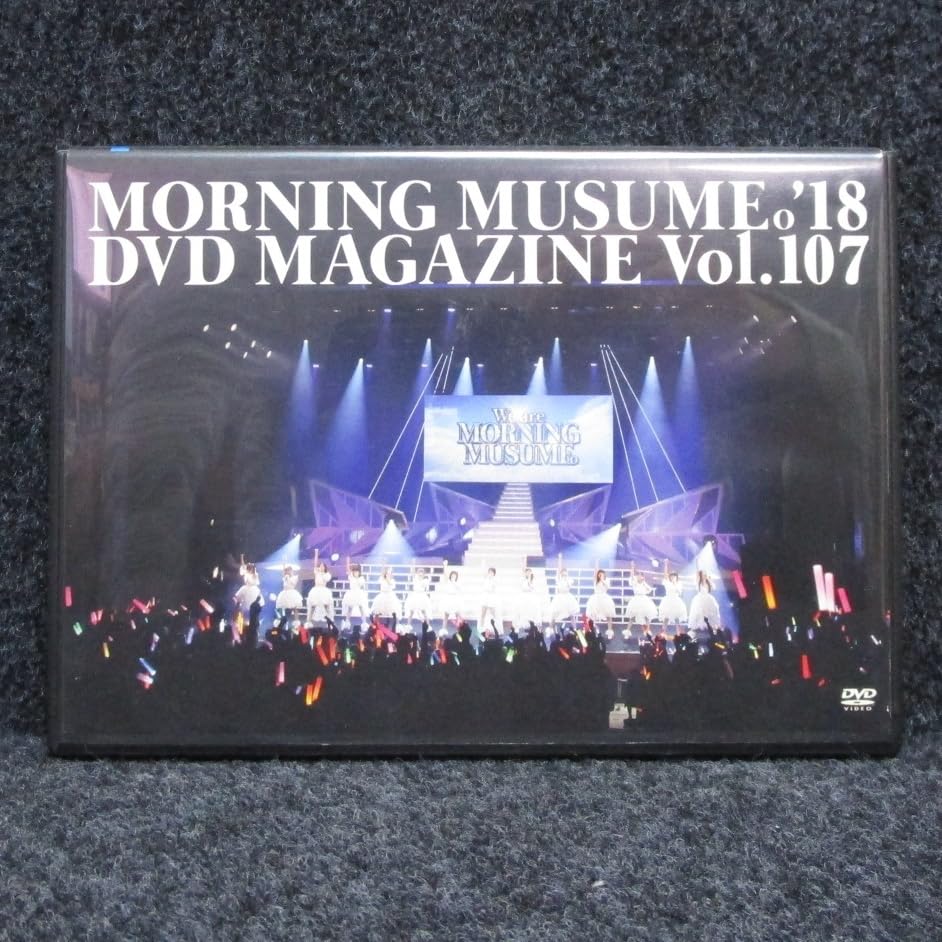 MORNING MUSUME。'18
DVD MAGAZINE Vol.107
We are
MORNING
MUSUME。
DVD
VIDEO